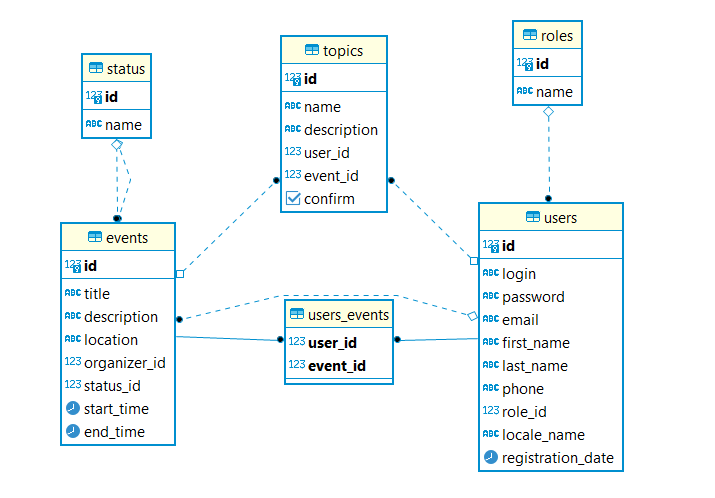 status
123 id
ABC name
topics
123 id
ABC name
ABC description
123 user_id
123 event_id
confirm
roles
123 id
ABC name
events
123 id
ABC title
ABC description
ABC location
123 organizer_id
123 status_id
start_time
end_time
users_events
123 user_id
123 event_id
users
123 id
ABC login
ABC password
ABC email
ABC first_name
ABC last_name
ABC phone
123 role_id
ABC locale_name
registration_date